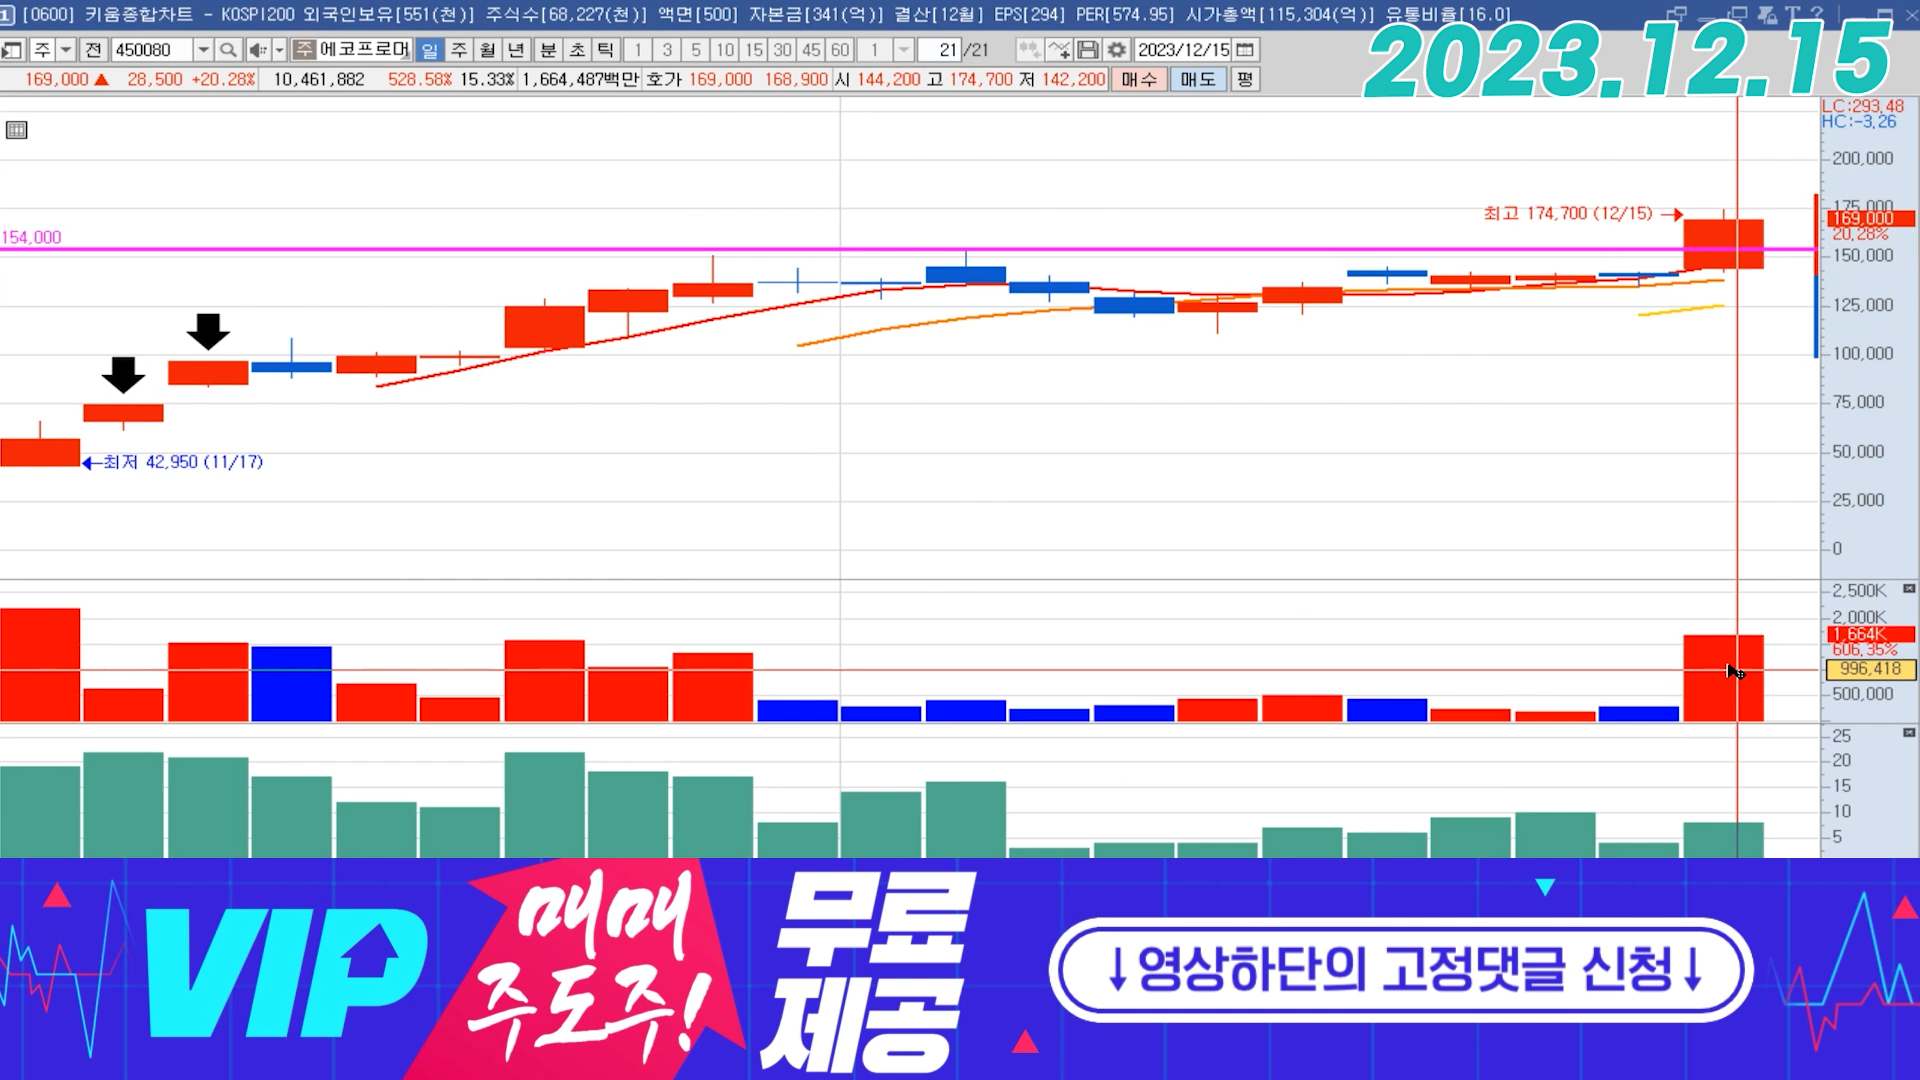 1 [0600] 키움종합차트 - KOSPI200 외국인보유[551(천)] 주식수[68,227(천)] 액면[500] 자본금[341(억)] 결산[12월] EPS[294] PER[574.95] 시가총액[115,304(억)] 유통비율[16.0]
2023.12.15
주 전 450080 주 에코프로머 일 주 월 년 분 초 틱 1 3 5 10 15 30 45 60 1 21 /21 2023/12/15
169,000 ▲ 28,500 +20.28% 10,461,882 528.58% 15.33% 1,664,487백만 호가 169,000 168,900 시 144,200 고 174,700 저 142,200 매수 매도 평
LC:293.48
HC:-3.26
200,000
175,000
최고 174,700 (12/15)
169,000
20.28%
154,000
150,000
125,000
100,000
75,000
최저 42,950 (11/17)
50,000
25,000
0
2,500K
2,000K
1,664K
606.35%
996,418
500,000
25
20
15
10
5
VIP
매매
주도주!
무료
제공
↓영상하단의 고정댓글 신청↓